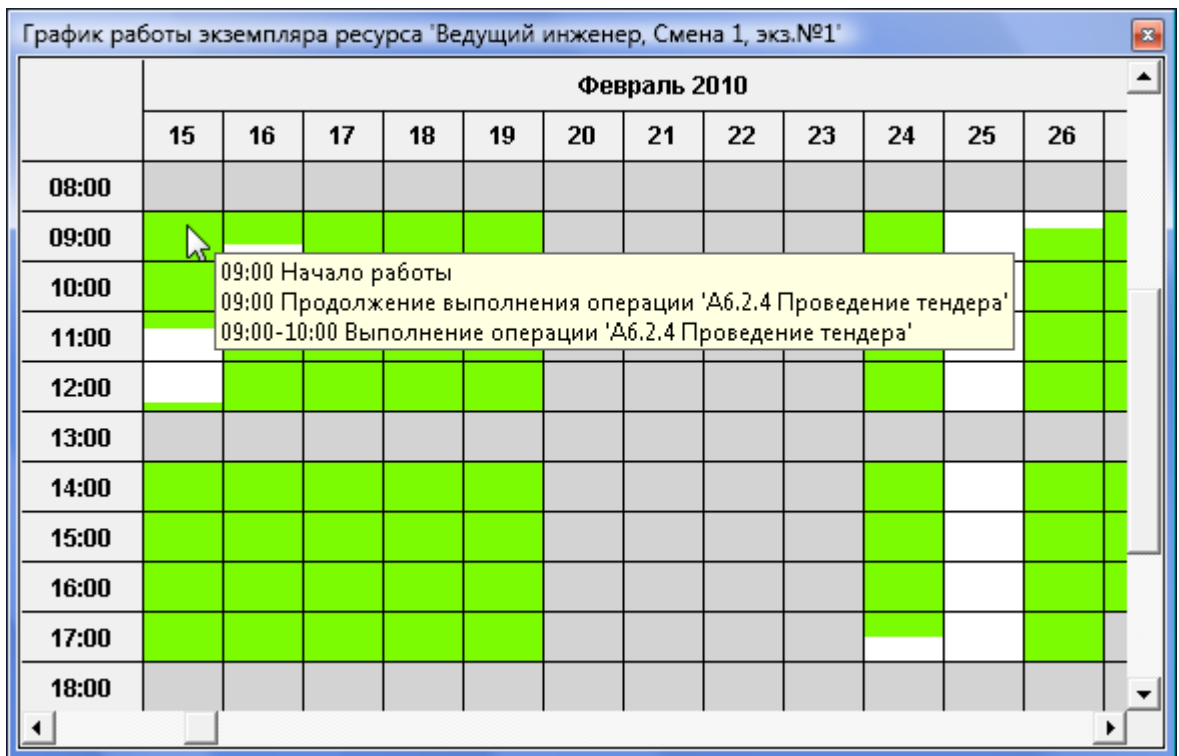 График работы экземпляра ресурса 'Ведущий инженер, Смена 1, экз.№1'
Февраль 2010
15 16 17 18 19 20 21 22 23 24 25 26
08:00
09:00
09:00 Начало работы
10:00
09:00 Продолжение выполнения операции 'А6.2.4 Проведение тендера'
11:00
09:00-10:00 Выполнение операции 'А6.2.4 Проведение тендера'
12:00
13:00
14:00
15:00
16:00
17:00
18:00